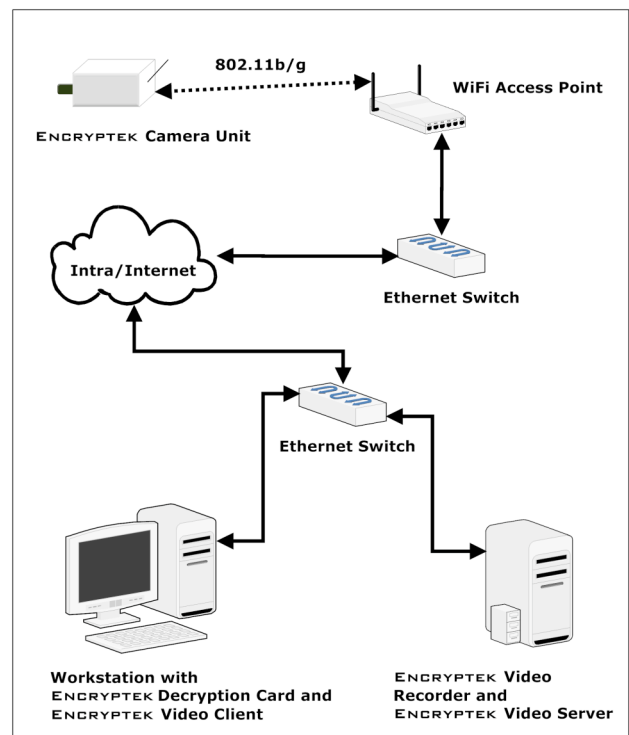 802.11b/g
WiFi Access Point
ENCRYPTEK Camera Unit
Intra/Internet
Ethernet Switch
Ethernet Switch
Workstation with
ENCRYPTEK Decryption Card and
ENCRYPTEK Video Client
ENCRYPTEK Video
Recorder and
ENCRYPTEK Video Server